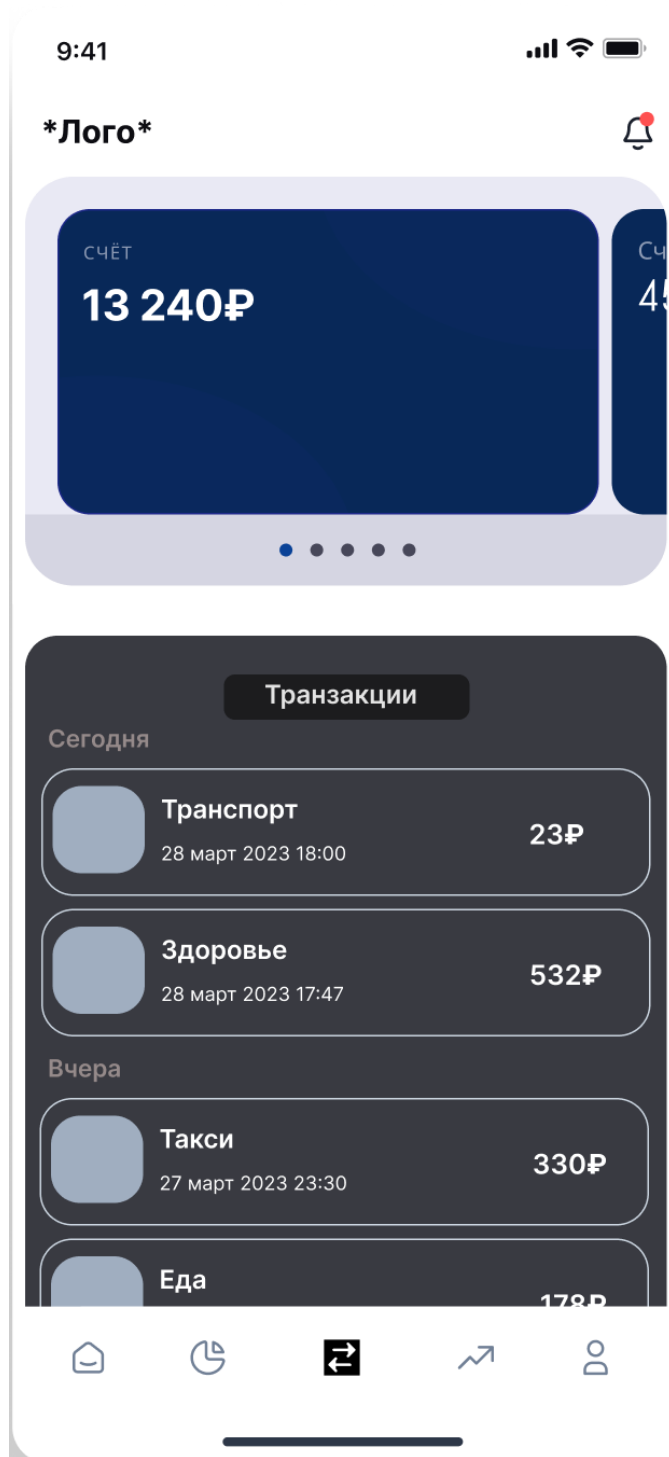 9:41
*Лого*
СЧЁТ
13 240₽
Транзакции
Сегодня
Транспорт
28 март 2023 18:00
23₽
Здоровье
28 март 2023 17:47
532₽
Вчера
Такси
27 март 2023 23:30
330₽
Еда
178₽